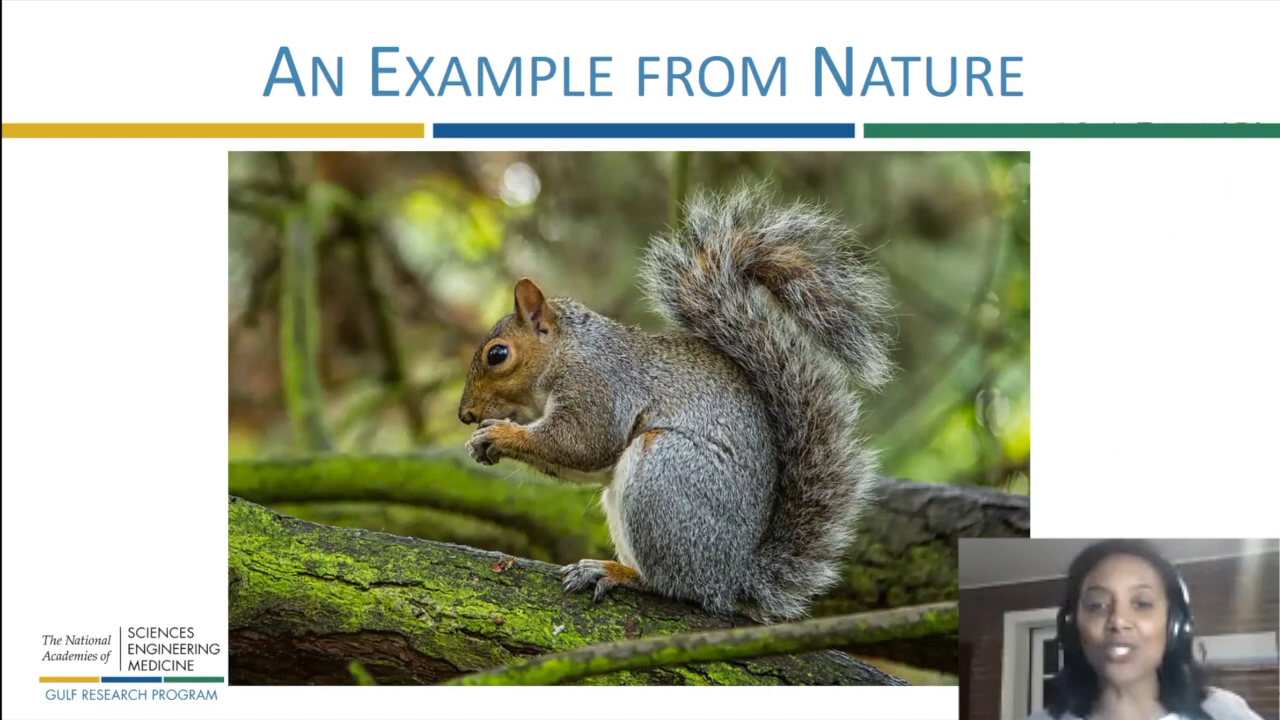 AN EXAMPLE FROM NATURE
The National
Academies of
SCIENCES
ENGINEERING
MEDICINE
GULF RESEARCH PROGRAM